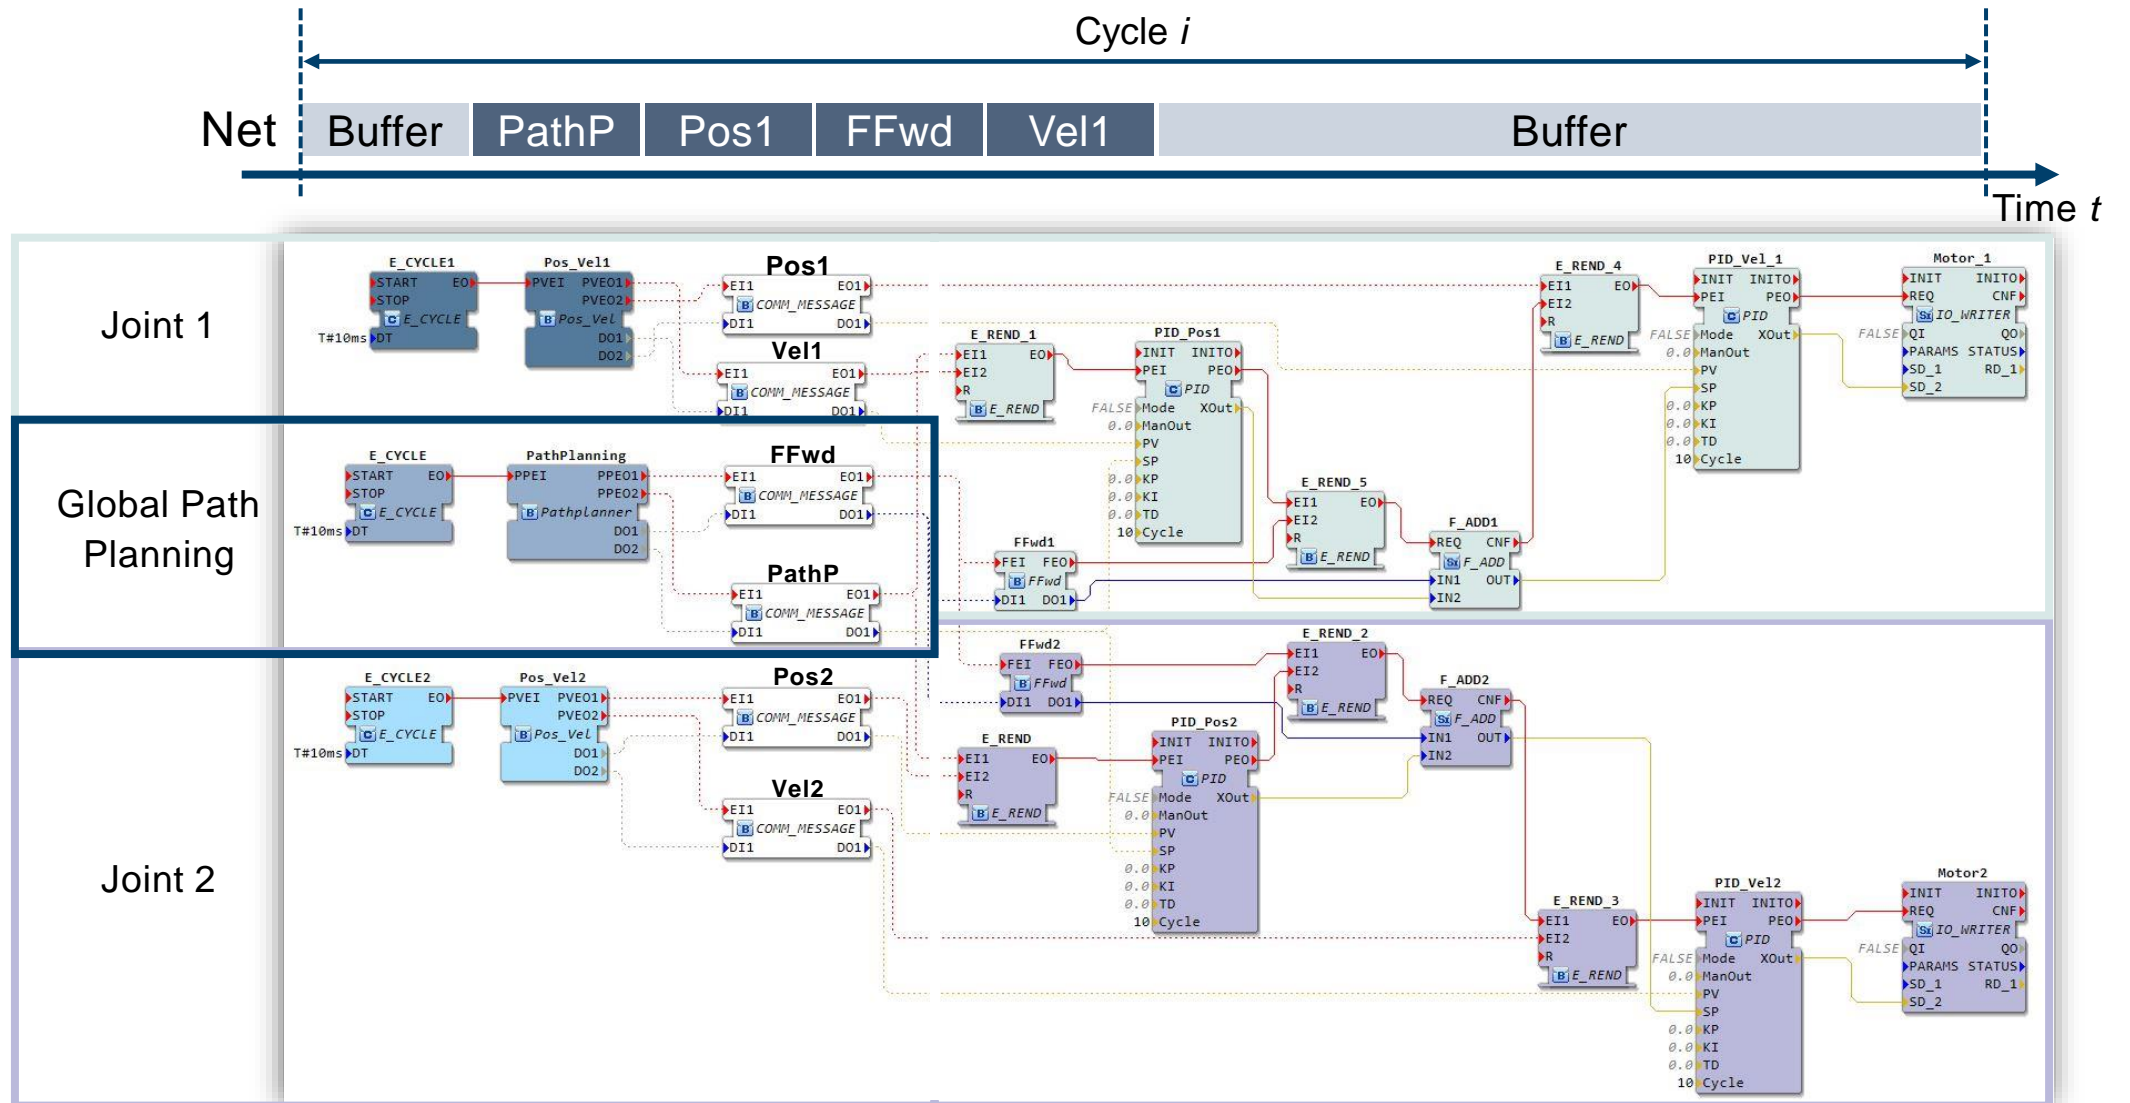 Cycle i
Net
Buffer
PathP
Pos1
FFwd
Vel1
Buffer
Time t
Joint 1
E_CYCLE1
START EO
STOP
E_CYCLE
T#10ms DT
Pos_Vel1
PVEI PVEO1
PVEO2
Pos_Vel
DO1
DO2
Pos1
EI1 EO1
COMM_MESSAGE
DI1 DO1
Vel1
EI1 EO1
COMM_MESSAGE
DI1 DO1
E_REND_1
EI1 EO
EI2
R
E_REND
PID_Pos1
INIT INITO
PEI PEO
PID
FALSE Mode XOut
0.0 ManOut
PV
SP
0.0 KP
0.0 KI
0.0 TD
10 Cycle
E_REND_5
EI1 EO
EI2
R
E_REND
F_ADD1
REQ CNF
F_ADD
IN1 OUT
IN2
FFwd1
FEI FEO
FFwd
DI1 DO1
E_REND_4
EI1 EO
EI2
R
E_REND
PID_Vel_1
INIT INITO
PEI PEO
PID
FALSE Mode XOut
0.0 ManOut
PV
SP
0.0 KP
0.0 KI
0.0 TD
10 Cycle
Motor_1
INIT INITO
REQ CNF
IO_WRITER
FALSE QI QO
PARAMS STATUS
SD_1 RD_1
SD_2
Global Path
Planning
E_CYCLE
START EO
STOP
E_CYCLE
T#10ms DT
PathPlanning
PPEI PPEO1
PPEO2
Pathplanner
DO1
DO2
FFwd
EI1 EO1
COMM_MESSAGE
DI1 DO1
PathP
EI1 EO1
COMM_MESSAGE
DI1 DO1
Joint 2
E_CYCLE2
START EO
STOP
E_CYCLE
T#10ms DT
Pos_Vel2
PVEI PVEO1
PVEO2
Pos_Vel
DO1
DO2
Pos2
EI1 EO1
COMM_MESSAGE
DI1 DO1
Vel2
EI1 EO1
COMM_MESSAGE
DI1 DO1
FFwd2
FEI FEO
FFwd
DI1 DO1
E_REND
EI1 EO
EI2
R
E_REND
PID_Pos2
INIT INITO
PEI PEO
PID
FALSE Mode XOut
0.0 ManOut
PV
SP
0.0 KP
0.0 KI
0.0 TD
10 Cycle
E_REND_2
EI1 EO
EI2
R
E_REND
F_ADD2
REQ CNF
F_ADD
IN1 OUT
IN2
E_REND_3
EI1 EO
EI2
R
E_REND
PID_Vel2
INIT INITO
PEI PEO
PID
FALSE Mode XOut
0.0 ManOut
PV
SP
0.0 KP
0.0 KI
0.0 TD
10 Cycle
Motor2
INIT INITO
REQ CNF
IO_WRITER
FALSE QI QO
PARAMS STATUS
SD_1 RD_1
SD_2